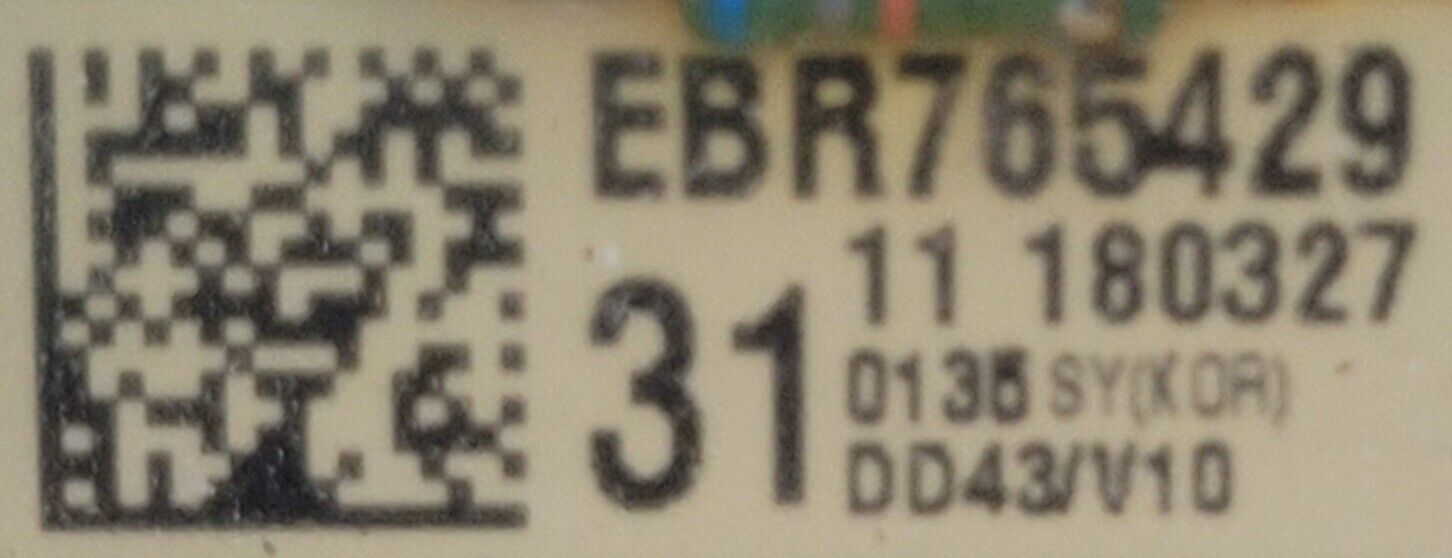 EBR765429
31 11 180327
0135 SY(KOR)
DD43/V10